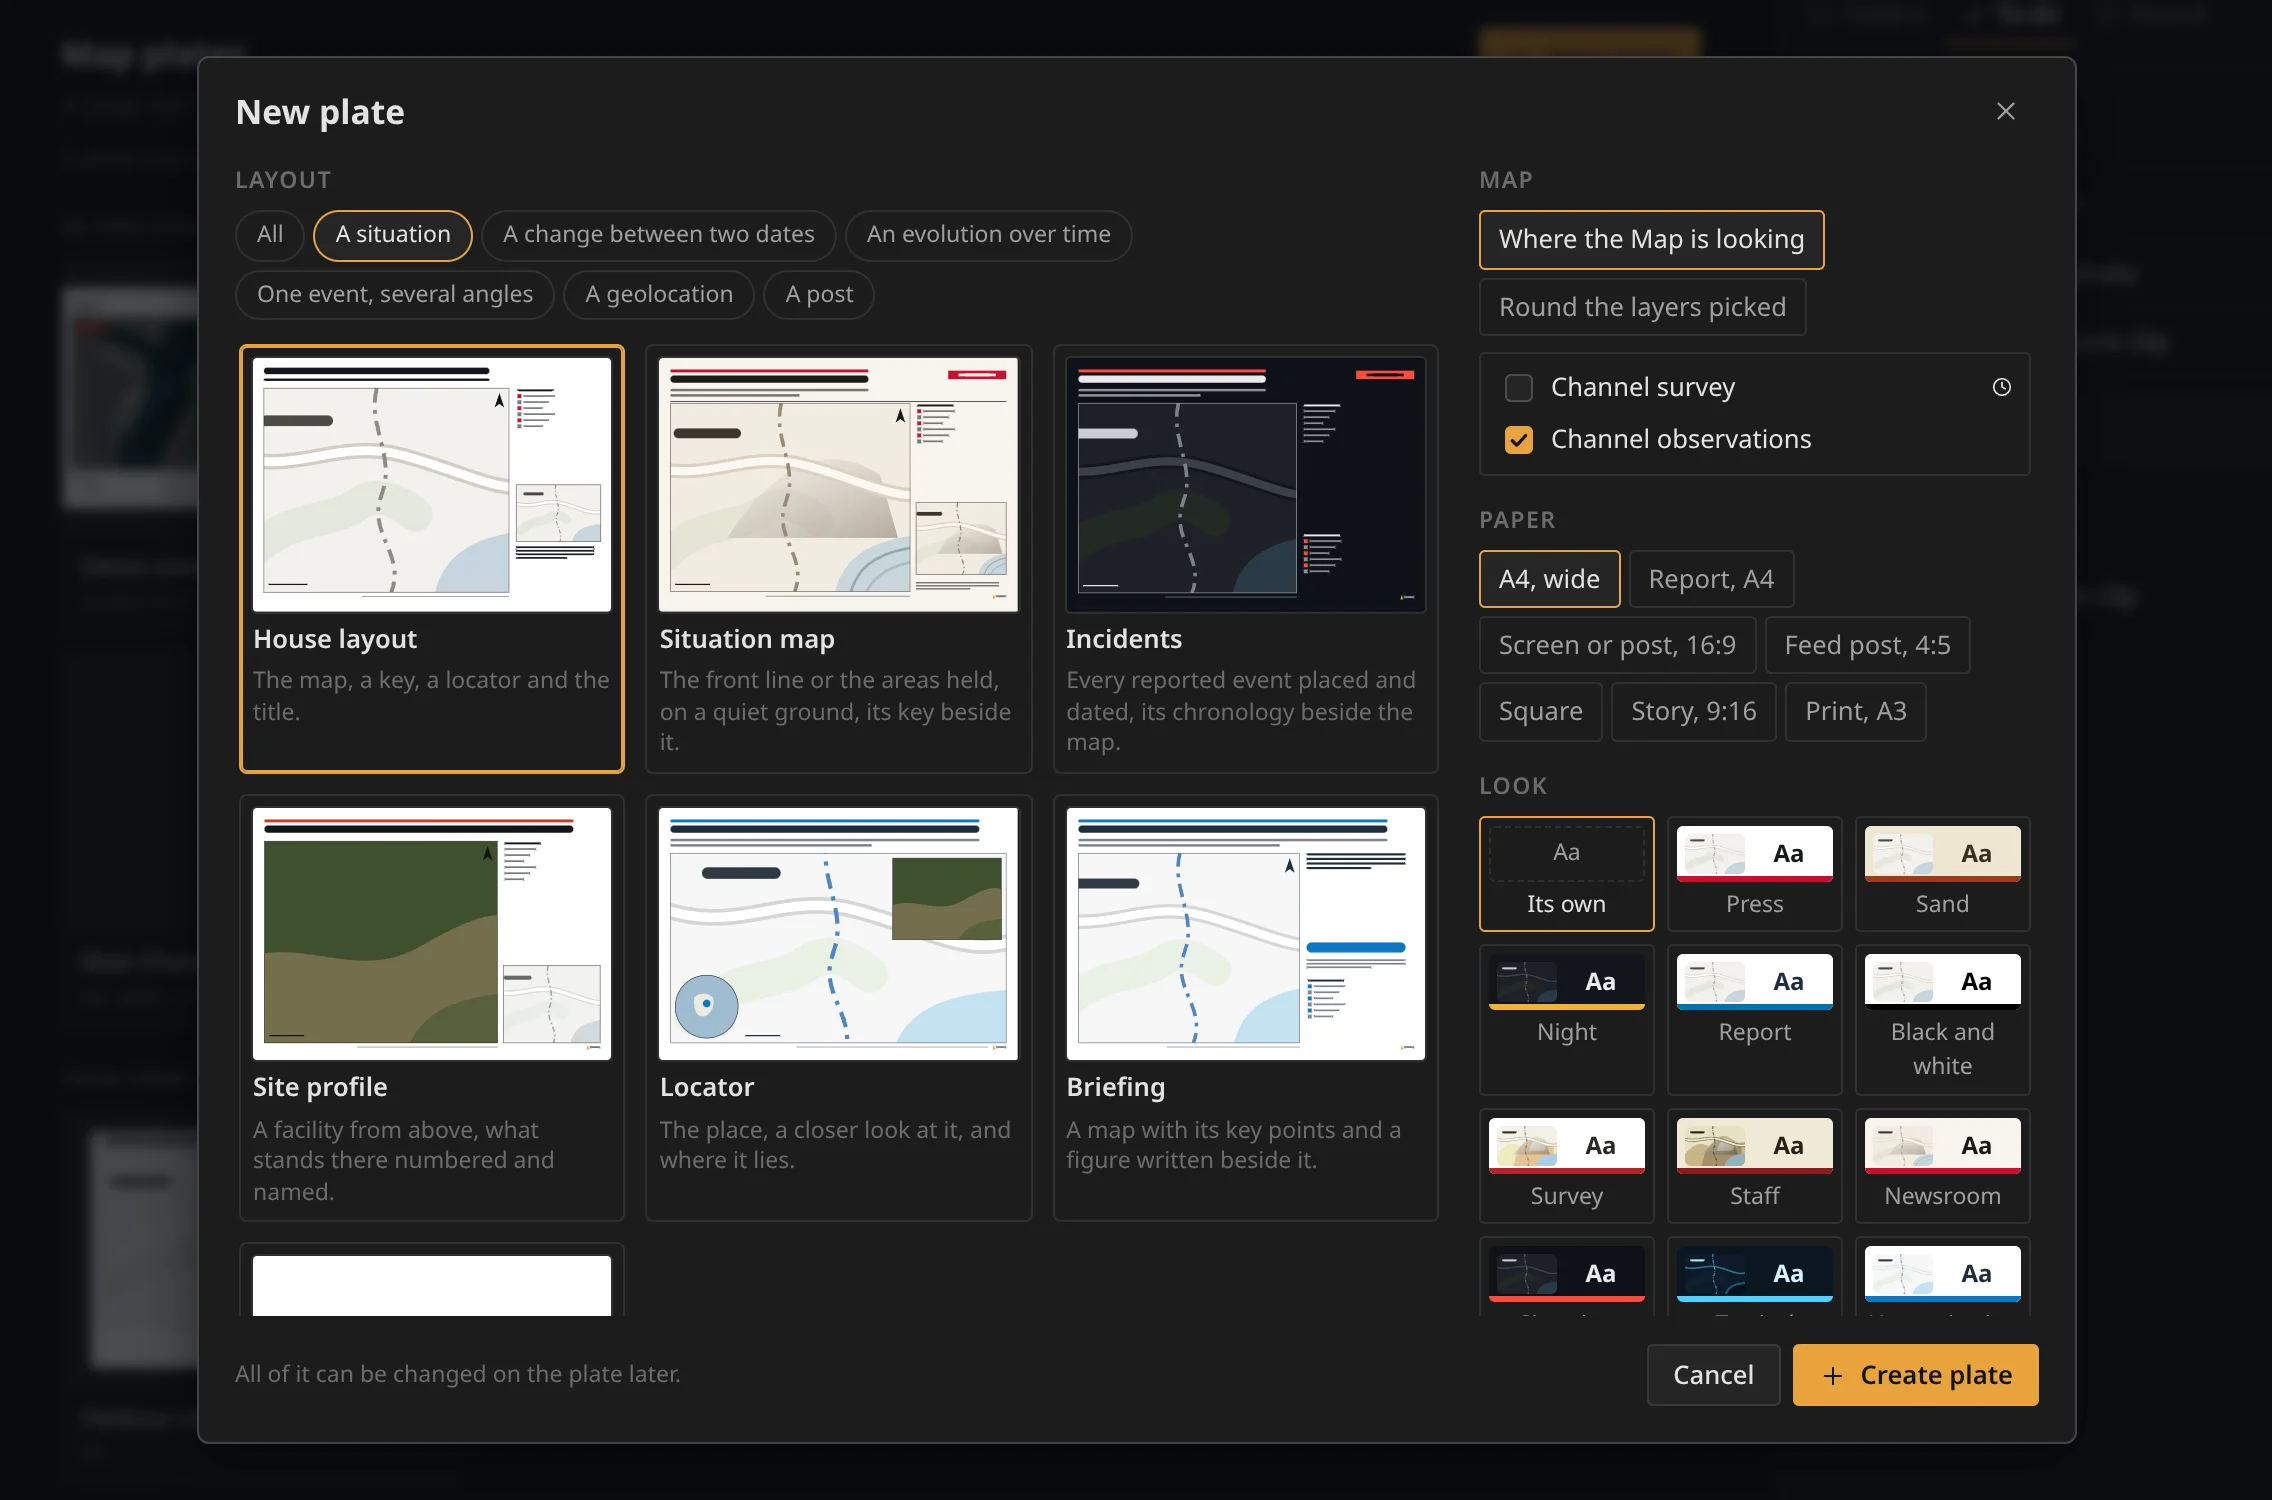 New plate
LAYOUT
All
A situation
A change between two dates
An evolution over time
One event, several angles
A geolocation
A post
House layout
The map, a key, a locator and the
title.
Situation map
The front line or the areas held,
on a quiet ground, its key beside
it.
Incidents
Every reported event placed and
dated, its chronology beside the
map.
Site profile
A facility from above, what
stands there numbered and
named.
Locator
The place, a closer look at it, and
where it lies.
Briefing
A map with its key points and a
figure written beside it.
MAP
Where the Map is looking
Round the layers picked
Channel survey
Channel observations
PAPER
A4, wide
Report, A4
Screen or post, 16:9
Feed post, 4:5
Square
Story, 9:16
Print, A3
LOOK
Aa
Its own
Aa
Press
Aa
Sand
Aa
Night
Aa
Report
Aa
Black and
white
Aa
Survey
Aa
Staff
Aa
Newsroom
Aa
Aa
Aa
All of it can be changed on the plate later.
Cancel
Create plate